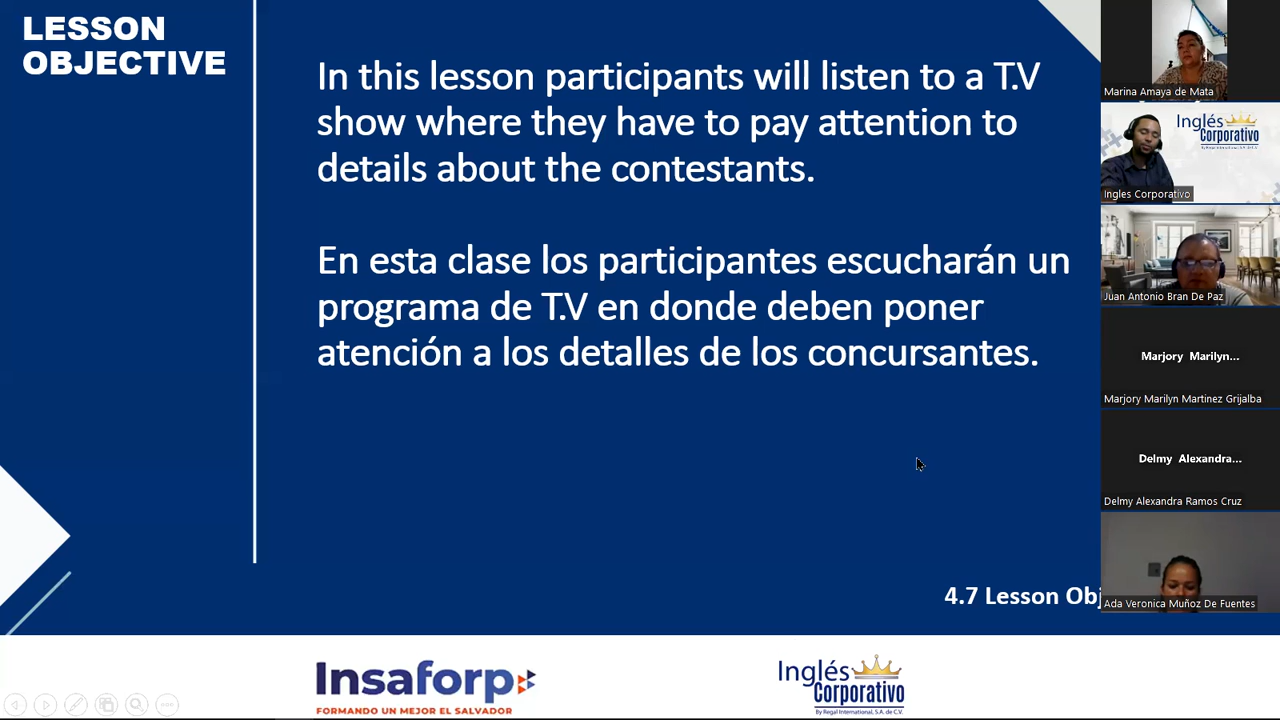 LESSON
OBJECTIVE
In this lesson participants will listen to a T.V
show where they have to pay attention to
details about the contestants.
En esta clase los participantes escucharán un
programa de T.V en donde deben poner
atención a los detalles de los concursantes.
4.7 Lesson Obj
Insaforp
FORMANDO UN MEJOR EL SALVADOR
Inglés
Corporativo
By Regal International, S.A. de C.V.
Marina Amaya de Mata
Inglés
Corporativo
By Regal International, S.A. de C.V.
Ingles Corporativo
Juan Antonio Bran De Paz
Marjory Marilyn...
Marjory Marilyn Martinez Grijalba
Delmy Alexandra...
Delmy Alexandra Ramos Cruz
Ada Veronica Muñoz De Fuentes